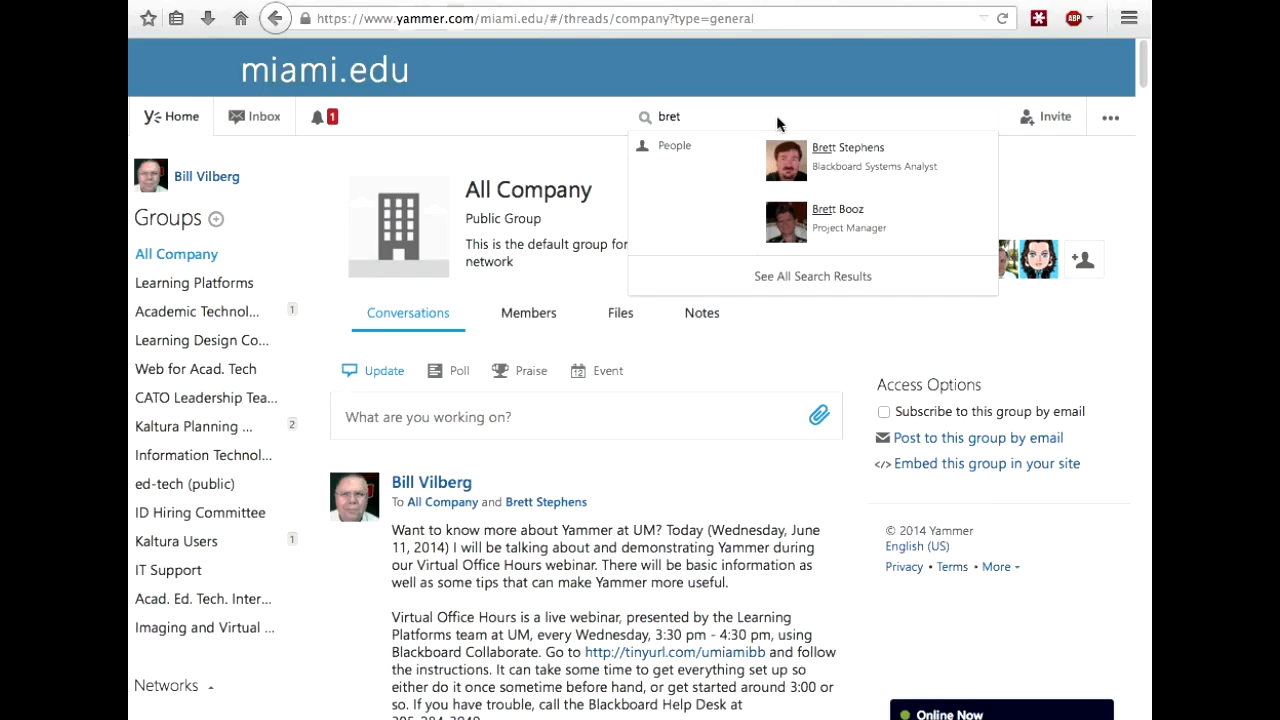 https://www.yammer.com/miami.edu/#/threads/company?type=general
ABP
miami.edu
Home
Inbox
1
bret
Invite
People
Brett Stephens
Blackboard Systems Analyst
Brett Booz
Project Manager
See All Search Results
Bill Vilberg
Groups
All Company
Learning Platforms
Academic Technol...
1
Learning Design Co...
Web for Acad. Tech
CATO Leadership Tea...
Kaltura Planning ...
2
Information Technol...
ed-tech (public)
ID Hiring Committee
Kaltura Users
1
IT Support
Acad. Ed. Tech. Inter...
Imaging and Virtual ...
Networks
All Company
Public Group
This is the default group for
network
Conversations
Members
Files
Notes
Update
Poll
Praise
12
Event
What are you working on?
Bill Vilberg
To All Company and Brett Stephens
Want to know more about Yammer at UM? Today (Wednesday, June
11, 2014) I will be talking about and demonstrating Yammer during
our Virtual Office Hours webinar. There will be basic information as
well as some tips that can make Yammer more useful.
Virtual Office Hours is a live webinar, presented by the Learning
Platforms team at UM, every Wednesday, 3:30 pm - 4:30 pm, using
Blackboard Collaborate. Go to http://tinyurl.com/umiamibb and follow
the instructions. It can take some time to get everything set up so
either do it once sometime before hand, or get started around 3:00 or
so. If you have trouble, call the Blackboard Help Desk at
Access Options
Subscribe to this group by email
Post to this group by email
Embed this group in your site
© 2014 Yammer
English (US)
Privacy • Terms • More
Online Now